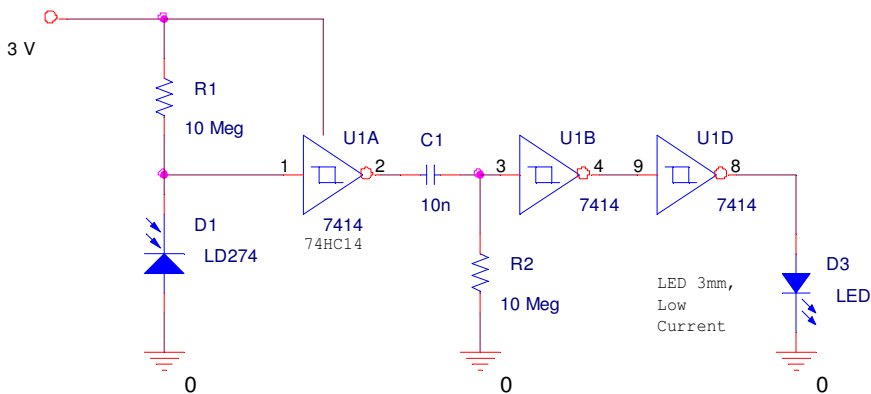 3 V
R1
10 Meg
D1
LD274
0
1
U1A
2
7414
74HC14
C1
10n
R2
10 Meg
0
3
U1B
4
7414
9
U1D
8
7414
LED 3mm,
Low
Current
D3
LED
0